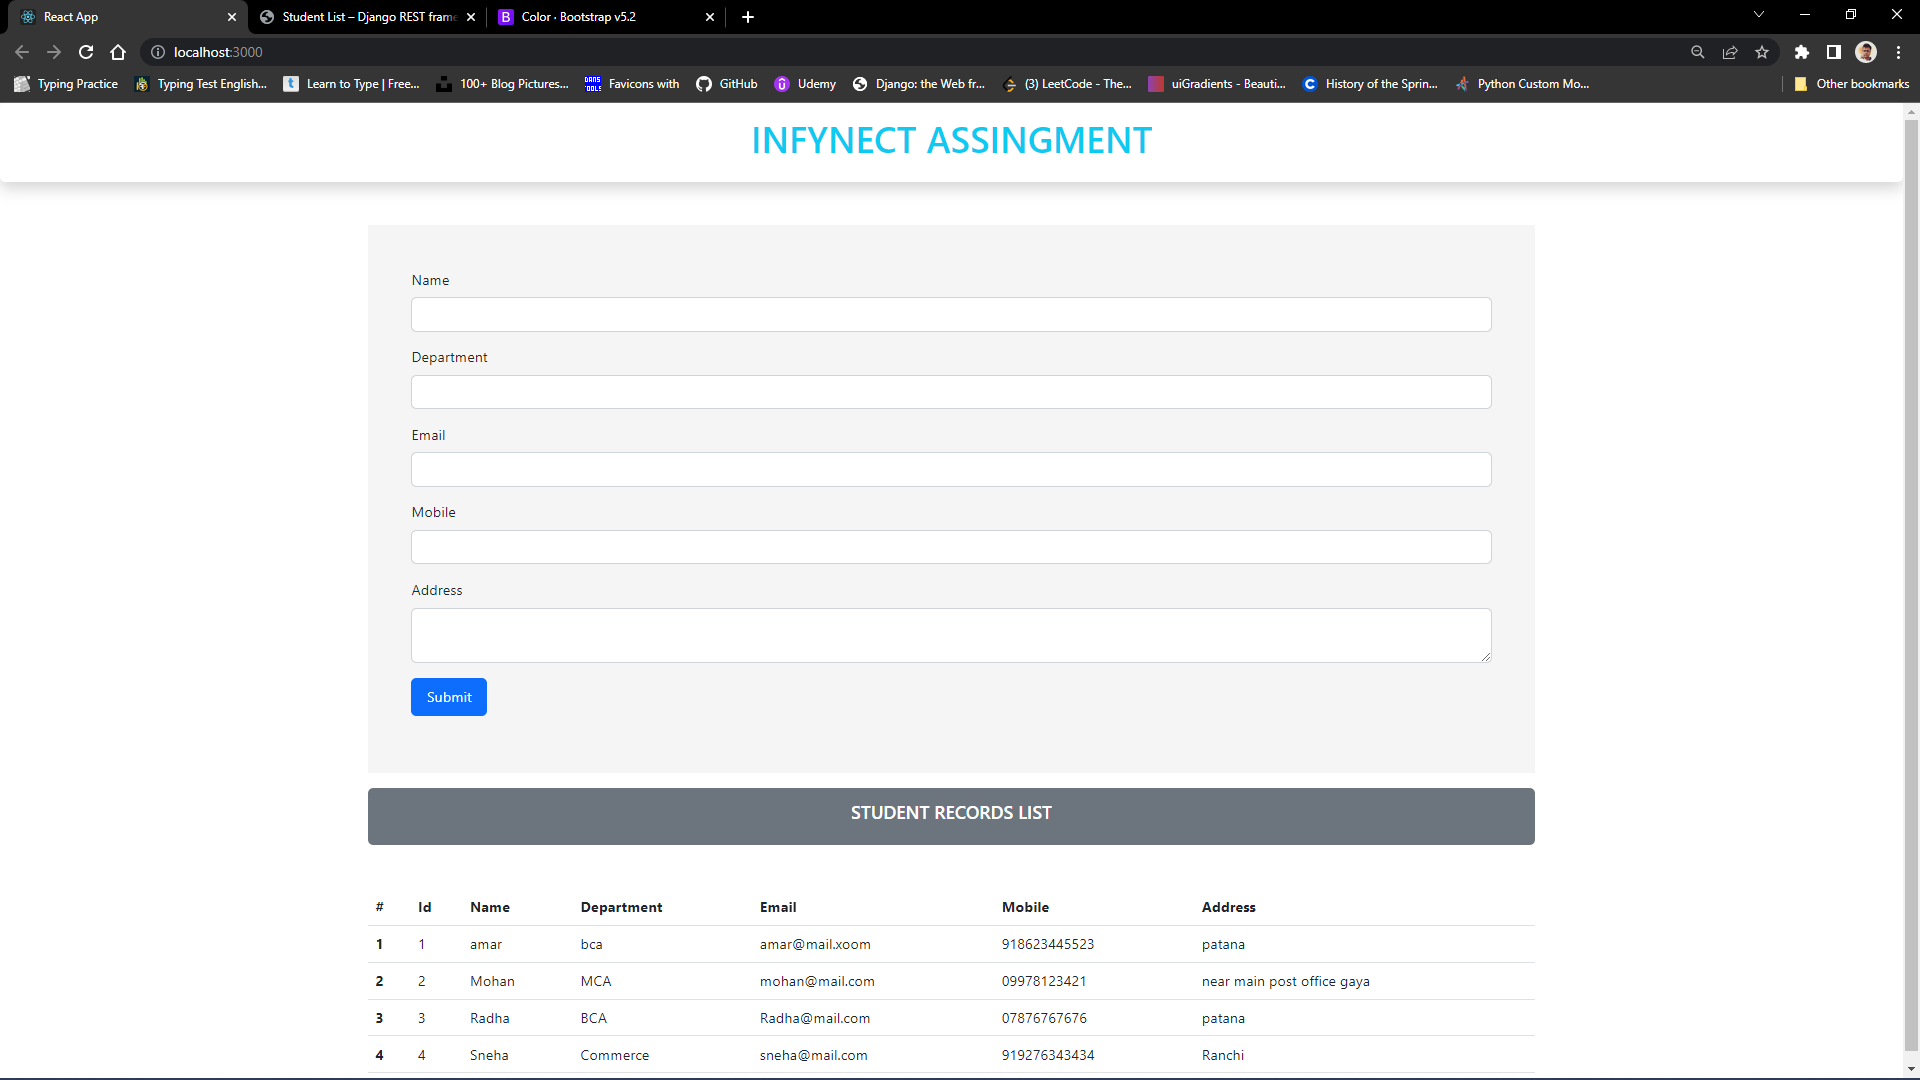 React App
Student List – Django REST frame
B Color · Bootstrap v5.2
localhost:3000
Typing Practice
Typing Test English...
Learn to Type | Free...
100+ Blog Pictures...
DANS TOOLS Favicons with
GitHub
Udemy
Django: the Web fr...
(3) LeetCode - The...
uiGradients - Beauti...
History of the Sprin...
Python Custom Mo...
Other bookmarks
INFYNECT ASSINGMENT
Name
Department
Email
Mobile
Address
Submit
STUDENT RECORDS LIST
# Id Name Department Email Mobile Address
1 1 amar bca amar@mail.xoom 918623445523 patana
2 2 Mohan MCA mohan@mail.com 09978123421 near main post office gaya
3 3 Radha BCA Radha@mail.com 07876767676 patana
4 4 Sneha Commerce sneha@mail.com 919276343434 Ranchi